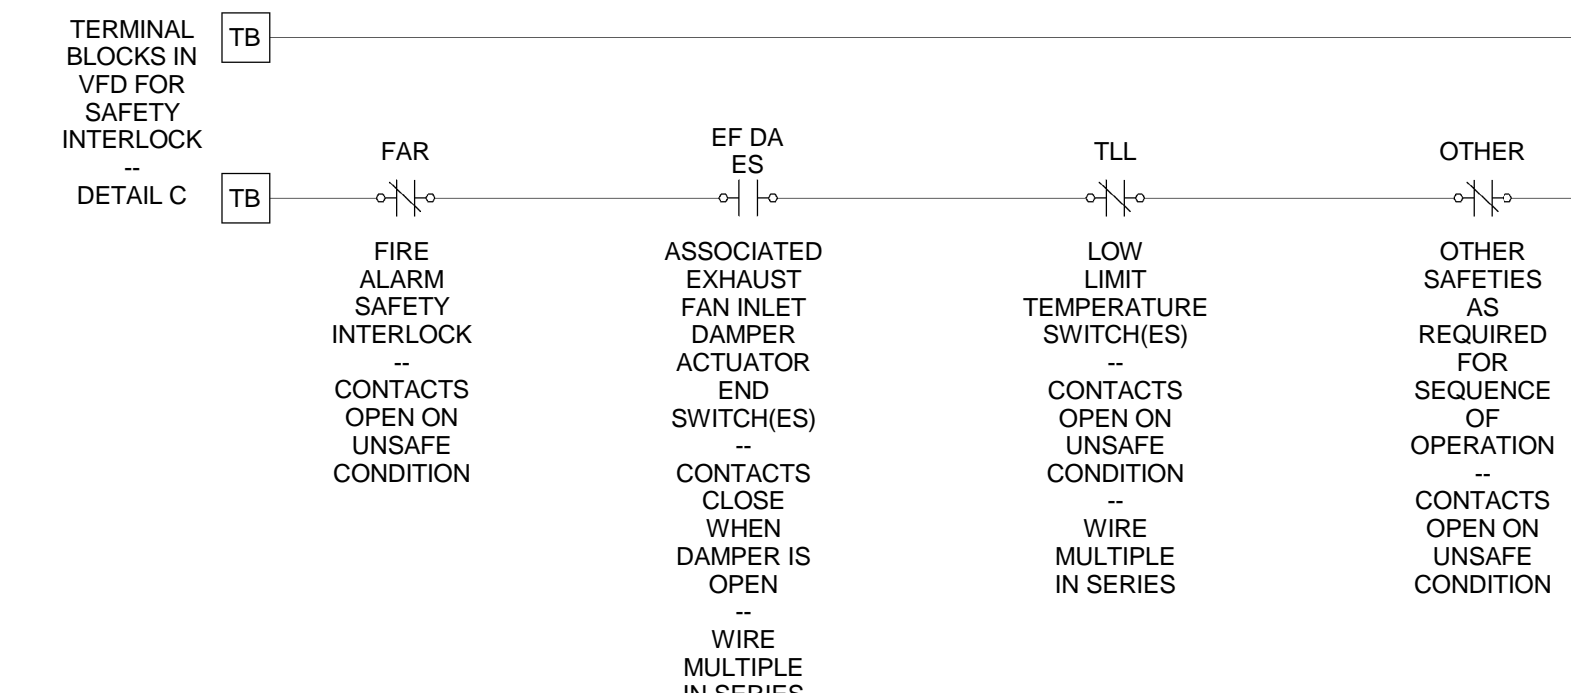 TERMINAL
BLOCKS IN
VFD FOR
SAFETY
INTERLOCK
--
DETAIL C
TB
TB
FAR
FIRE
ALARM
SAFETY
INTERLOCK
--
CONTACTS
OPEN ON
UNSAFE
CONDITION
EF DA
ES
ASSOCIATED
EXHAUST
FAN INLET
DAMPER
ACTUATOR
END
SWITCH(ES)
--
CONTACTS
CLOSE
WHEN
DAMPER IS
OPEN
--
WIRE
MULTIPLE
IN SERIES
TLL
LOW
LIMIT
TEMPERATURE
SWITCH(ES)
--
CONTACTS
OPEN ON
UNSAFE
CONDITION
--
WIRE
MULTIPLE
IN SERIES
OTHER
OTHER
SAFETIES
AS
REQUIRED
FOR
SEQUENCE
OF
OPERATION
--
CONTACTS
OPEN ON
UNSAFE
CONDITION